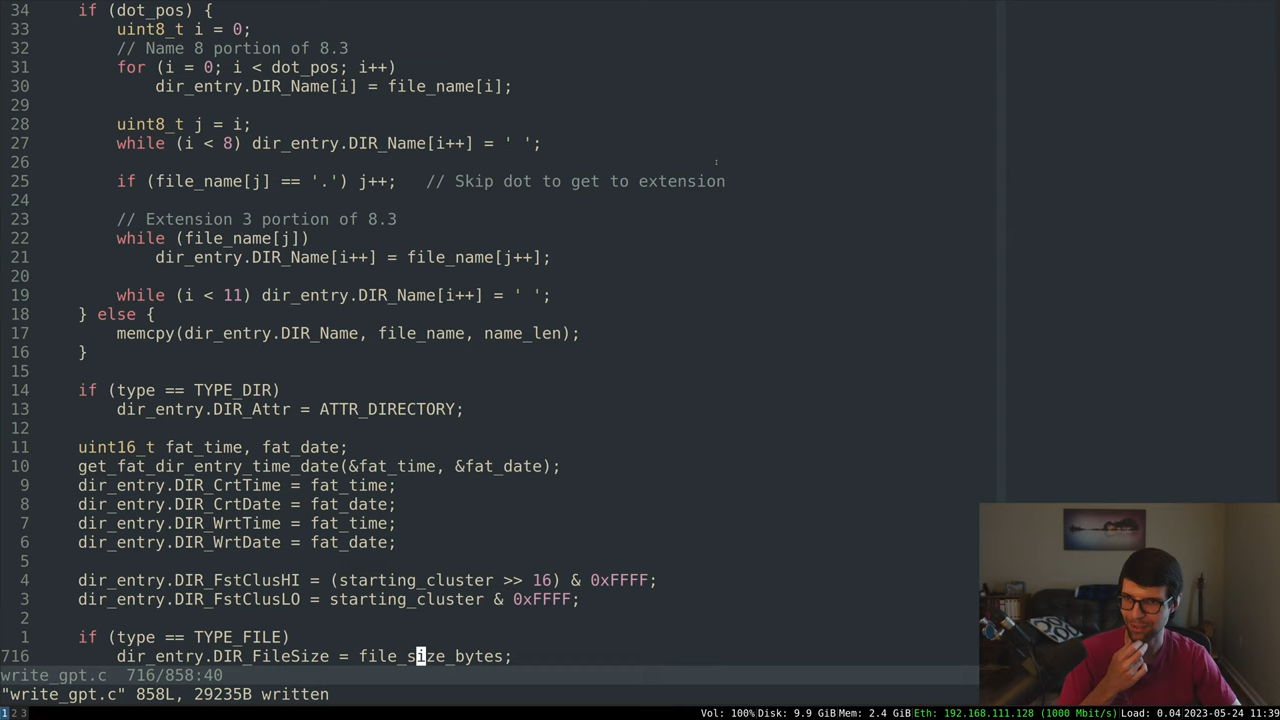 34     if (dot_pos) {
33         uint8_t i = 0;
32         // Name 8 portion of 8.3
31         for (i = 0; i < dot_pos; i++)
30             dir_entry.DIR_Name[i] = file_name[i];
29
28         uint8_t j = i;
27         while (i < 8) dir_entry.DIR_Name[i++] = ' ';
26
25         if (file_name[j] == '.') j++;   // Skip dot to get to extension
24
23         // Extension 3 portion of 8.3
22         while (file_name[j])
21             dir_entry.DIR_Name[i++] = file_name[j++];
20
19         while (i < 11) dir_entry.DIR_Name[i++] = ' ';
18     } else {
17         memcpy(dir_entry.DIR_Name, file_name, name_len);
16     }
15
14     if (type == TYPE_DIR)
13         dir_entry.DIR_Attr = ATTR_DIRECTORY;
12
11     uint16_t fat_time, fat_date;
10     get_fat_dir_entry_time_date(&fat_time, &fat_date);
9     dir_entry.DIR_CrtTime = fat_time;
8     dir_entry.DIR_CrtDate = fat_date;
7     dir_entry.DIR_WrtTime = fat_time;
6     dir_entry.DIR_WrtDate = fat_date;
5
4     dir_entry.DIR_FstClusHI = (starting_cluster >> 16) & 0xFFFF;
3     dir_entry.DIR_FstClusLO = starting_cluster & 0xFFFF;
2
1     if (type == TYPE_FILE)
716         dir_entry.DIR_FileSize = file_size_bytes;
write_gpt.c  716/858:40
"write_gpt.c" 858L, 29235B written
1 2 3 Vol: 100% Disk: 9.9 GiB Mem: 2.4 GiB Eth: 192.168.111.128 (1000 Mbit/s) Load: 0.04 2023-05-24 11:39